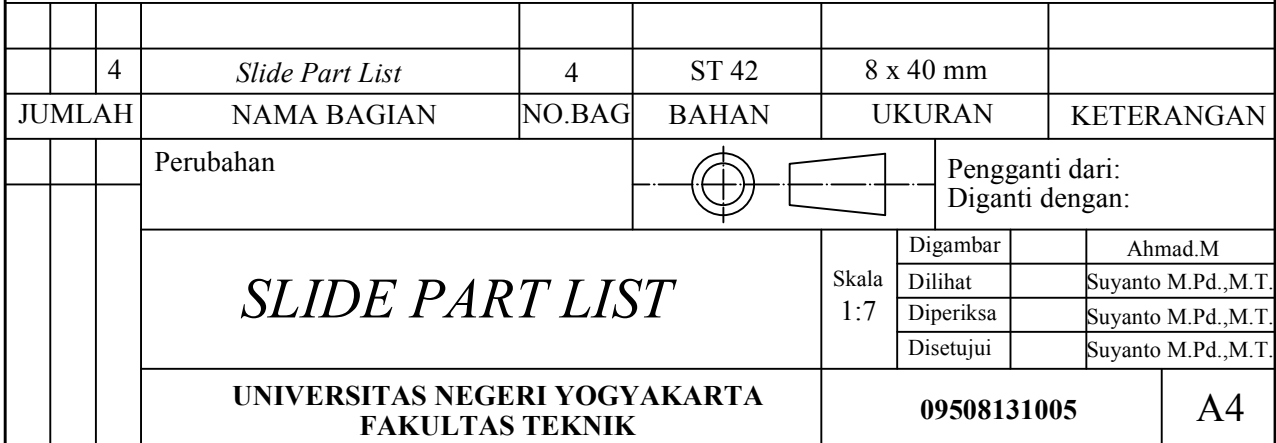 4 Slide Part List 4 ST 42 8 x 40 mm
JUMLAH NAMA BAGIAN NO.BAG BAHAN UKURAN KETERANGAN
Perubahan
Pengganti dari:
Diganti dengan:
SLIDE PART LIST
Skala
1:7
Digambar Ahmad.M
Dilihat Suyanto M.Pd.,M.T.
Diperiksa Suyanto M.Pd.,M.T.
Disetujui Suyanto M.Pd.,M.T.
UNIVERSITAS NEGERI YOGYAKARTA
FAKULTAS TEKNIK
09508131005
A4